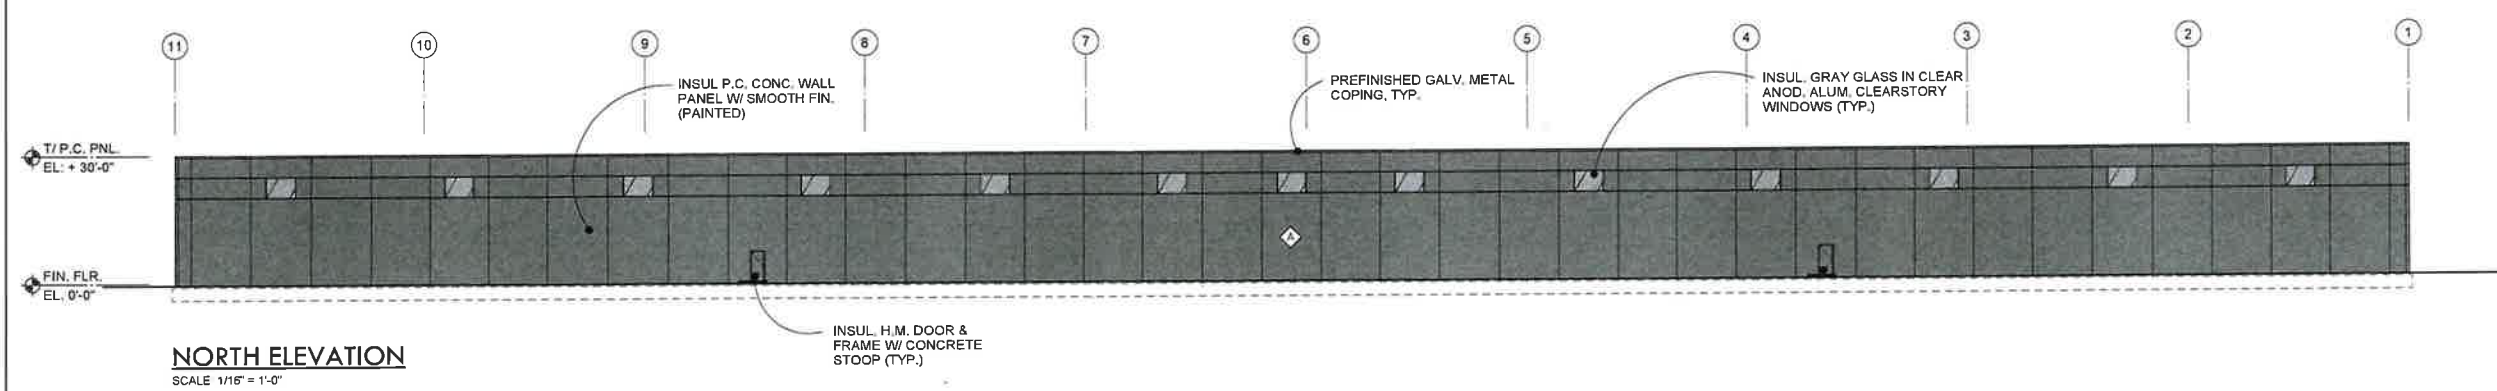 11
10
9
8
7
6
5
4
3
2
1
INSUL P.C. CONC. WALL
PANEL W/ SMOOTH FIN.
(PAINTED)
PREFINISHED GALV. METAL
COPING, TYP.
INSUL. GRAY GLASS IN CLEAR
ANOD. ALUM. CLEARSTORY
WINDOWS (TYP.)
T/ P.C. PNL.
EL: + 30'-0"
A
FIN. FLR.
EL. 0'-0"
INSUL. H.M. DOOR &
FRAME W/ CONCRETE
STOOP (TYP.)
NORTH ELEVATION
SCALE 1/16" = 1'-0"